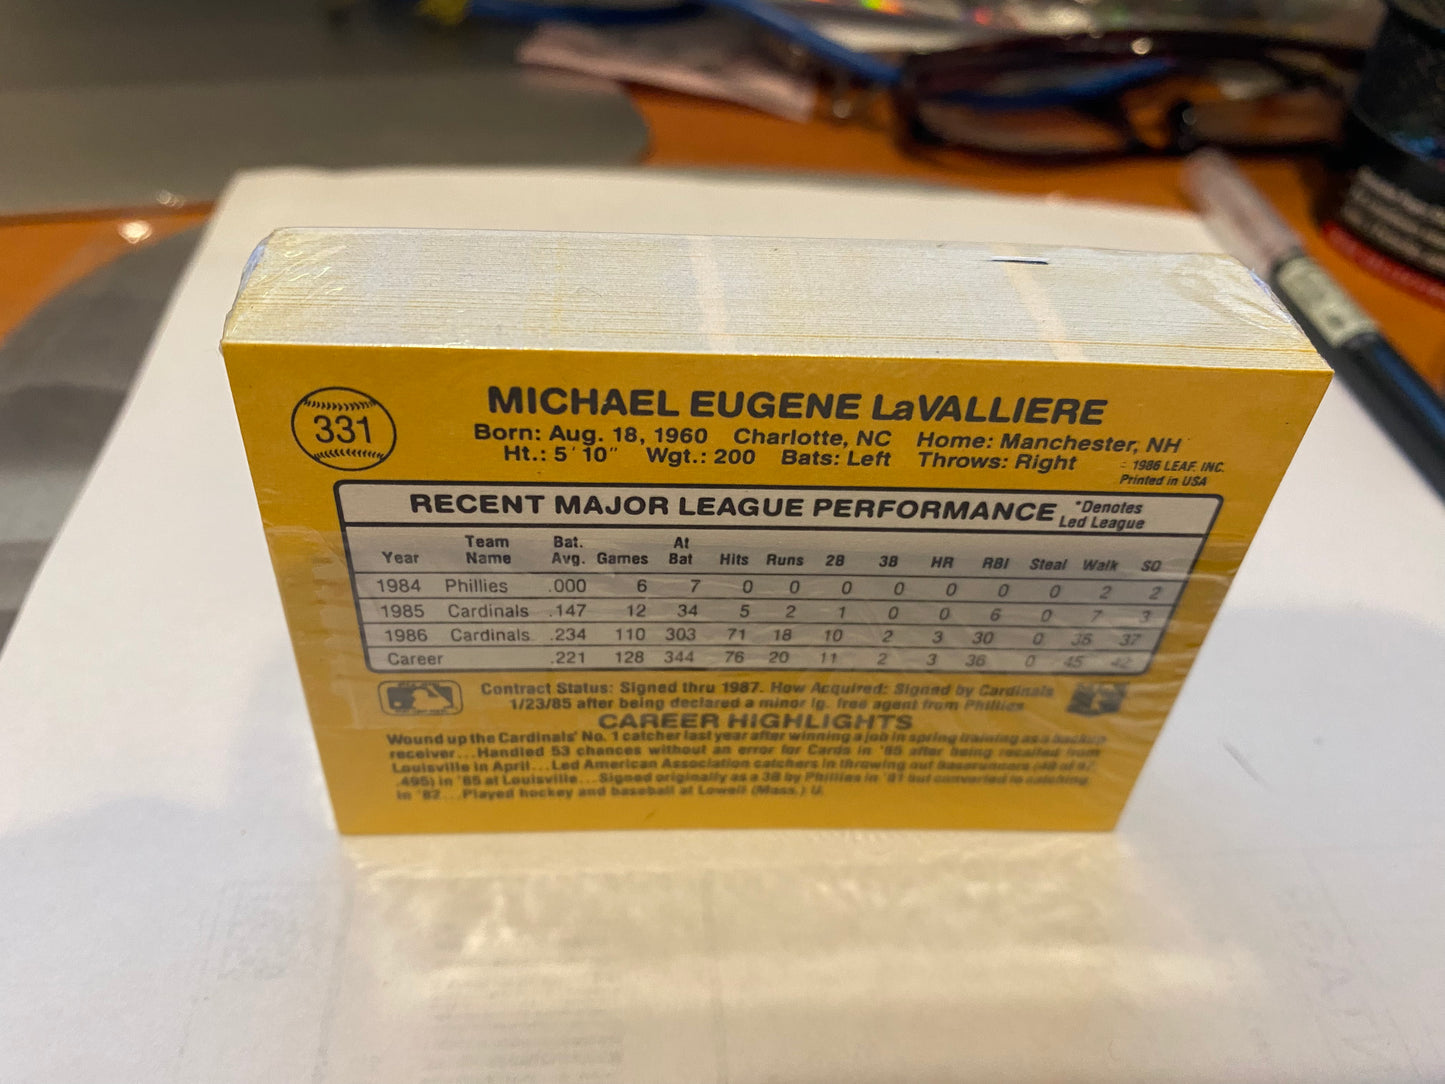 331
MICHAEL EUGENE LaVALLIERE
Born: Aug. 18, 1960 Charlotte, NC Home: Manchester, NH
Ht.: 5' 10" Wgt.: 200 Bats: Left Throws: Right
1986 LEAF, INC.
Printed in USA
RECENT MAJOR LEAGUE PERFORMANCE
*Denotes
Led League
Year Team Name Bat. Avg. Games At Bat Hits Runs 2B 3B HR RBI Steal Walk SO
1984 Phillies .000 6 7 0 0 0 0 0 0 0 2 2
1985 Cardinals .147 12 34 5 2 1 0 0 6 0 7 3
1986 Cardinals .234 110 303 71 18 10 2 3 30 0 36 37
Career .221 128 344 76 20 11 2 3 36 0 45 42
Contract Status: Signed thru 1987. How Acquired: Signed by Cardinals
1/23/85 after being declared a minor lg. free agent from Phillies
CAREER HIGHLIGHTS
Wound up the Cardinals' No. 1 catcher last year after winning a job in spring training as a backup
receiver...Handled 53 chances without an error for Cards in '85 after being recalled from
Louisville in April...Led American Association catchers in throwing out baserunners (48 of 97,
.495) in '85 at Louisville...Signed originally as a 3B by Phillies in '81 but converted to catching
in '82...Played hockey and baseball at Lowell (Mass.) U.